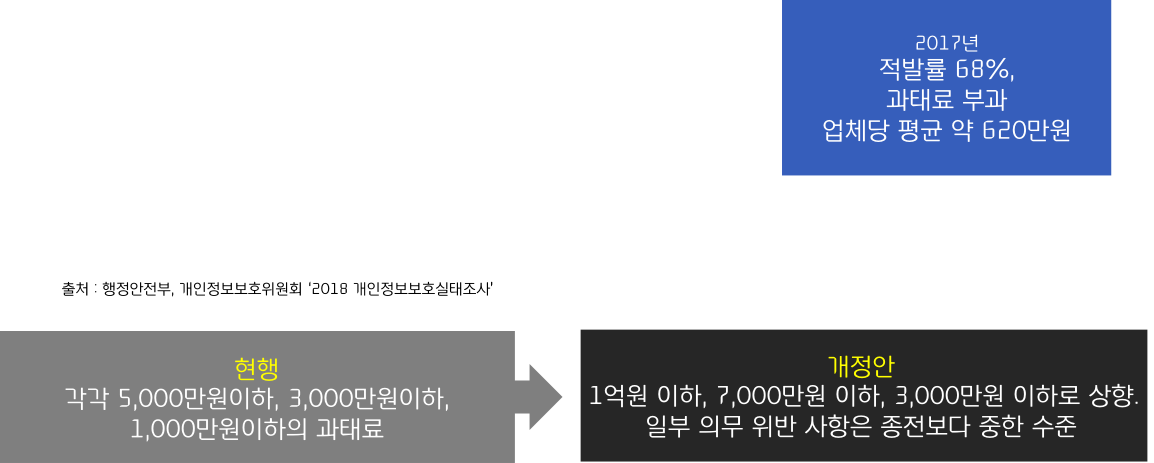 2017년
적발률 68%,
과태료 부과
업체당 평균 약 620만원
출처 : 행정안전부, 개인정보보호위원회 '2018 개인정보보호실태조사'
현행
각각 5,000만원이하, 3,000만원이하,
1,000만원이하의 과태료
개정안
1억원 이하, 7,000만원 이하, 3,000만원 이하로 상향.
일부 의무 위반 사항은 종전보다 중한 수준